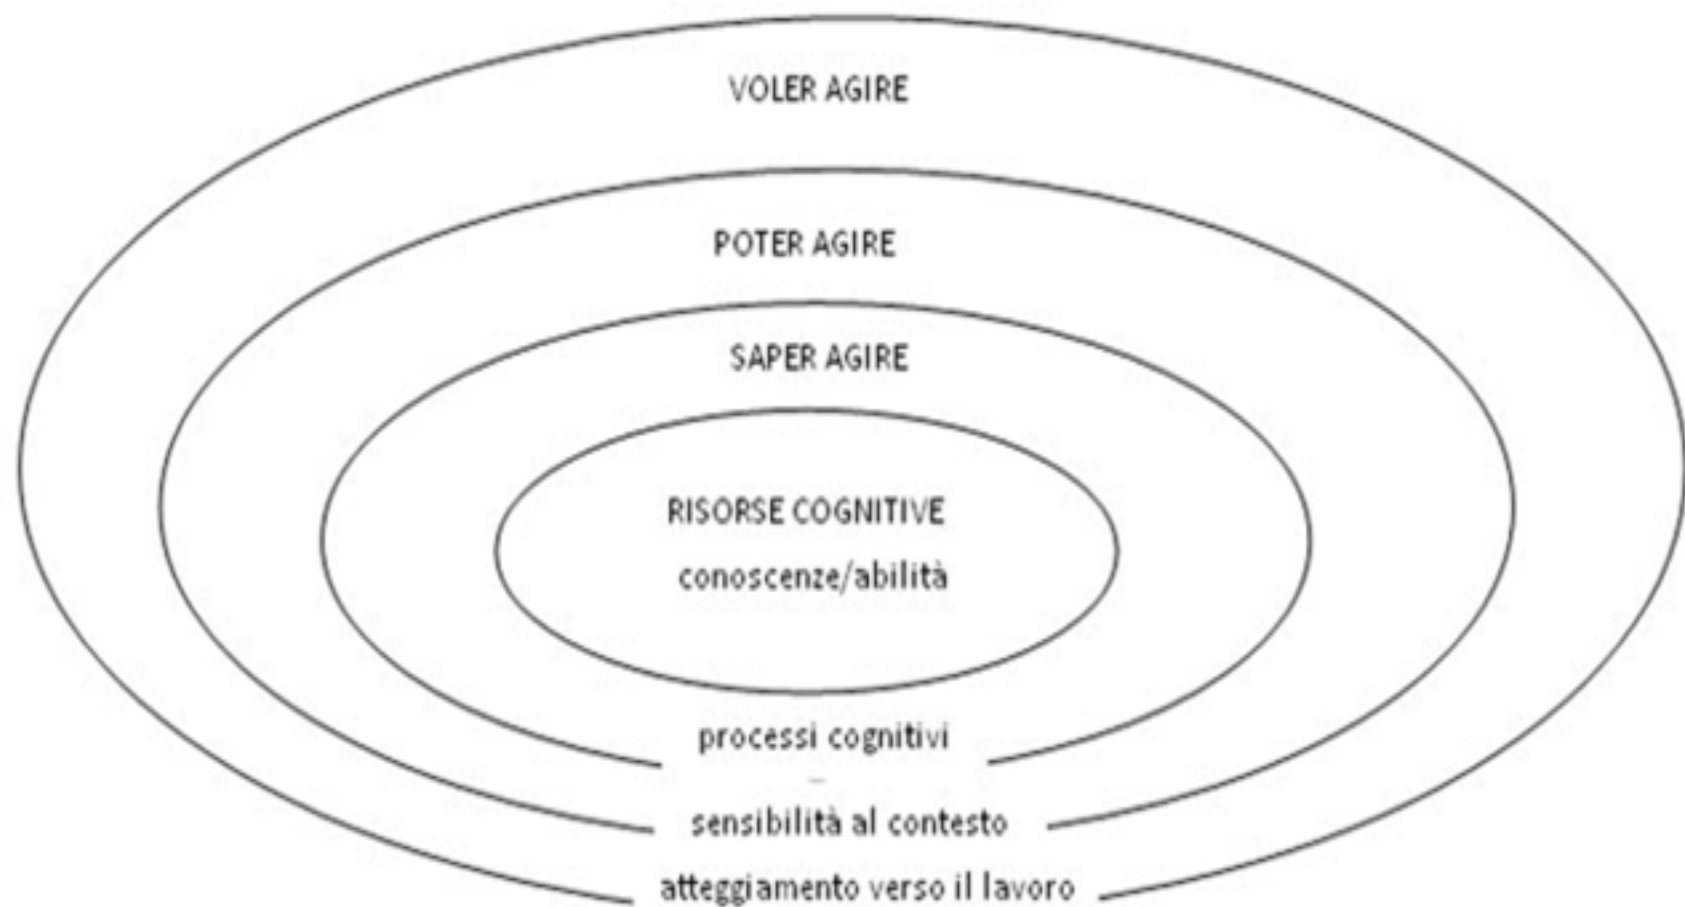 VOLER AGIRE
POTER AGIRE
SAPER AGIRE
RISORSE COGNITIVE
conoscenze/abilità
processi cognitivi
sensibilità al contesto
atteggiamento verso il lavoro